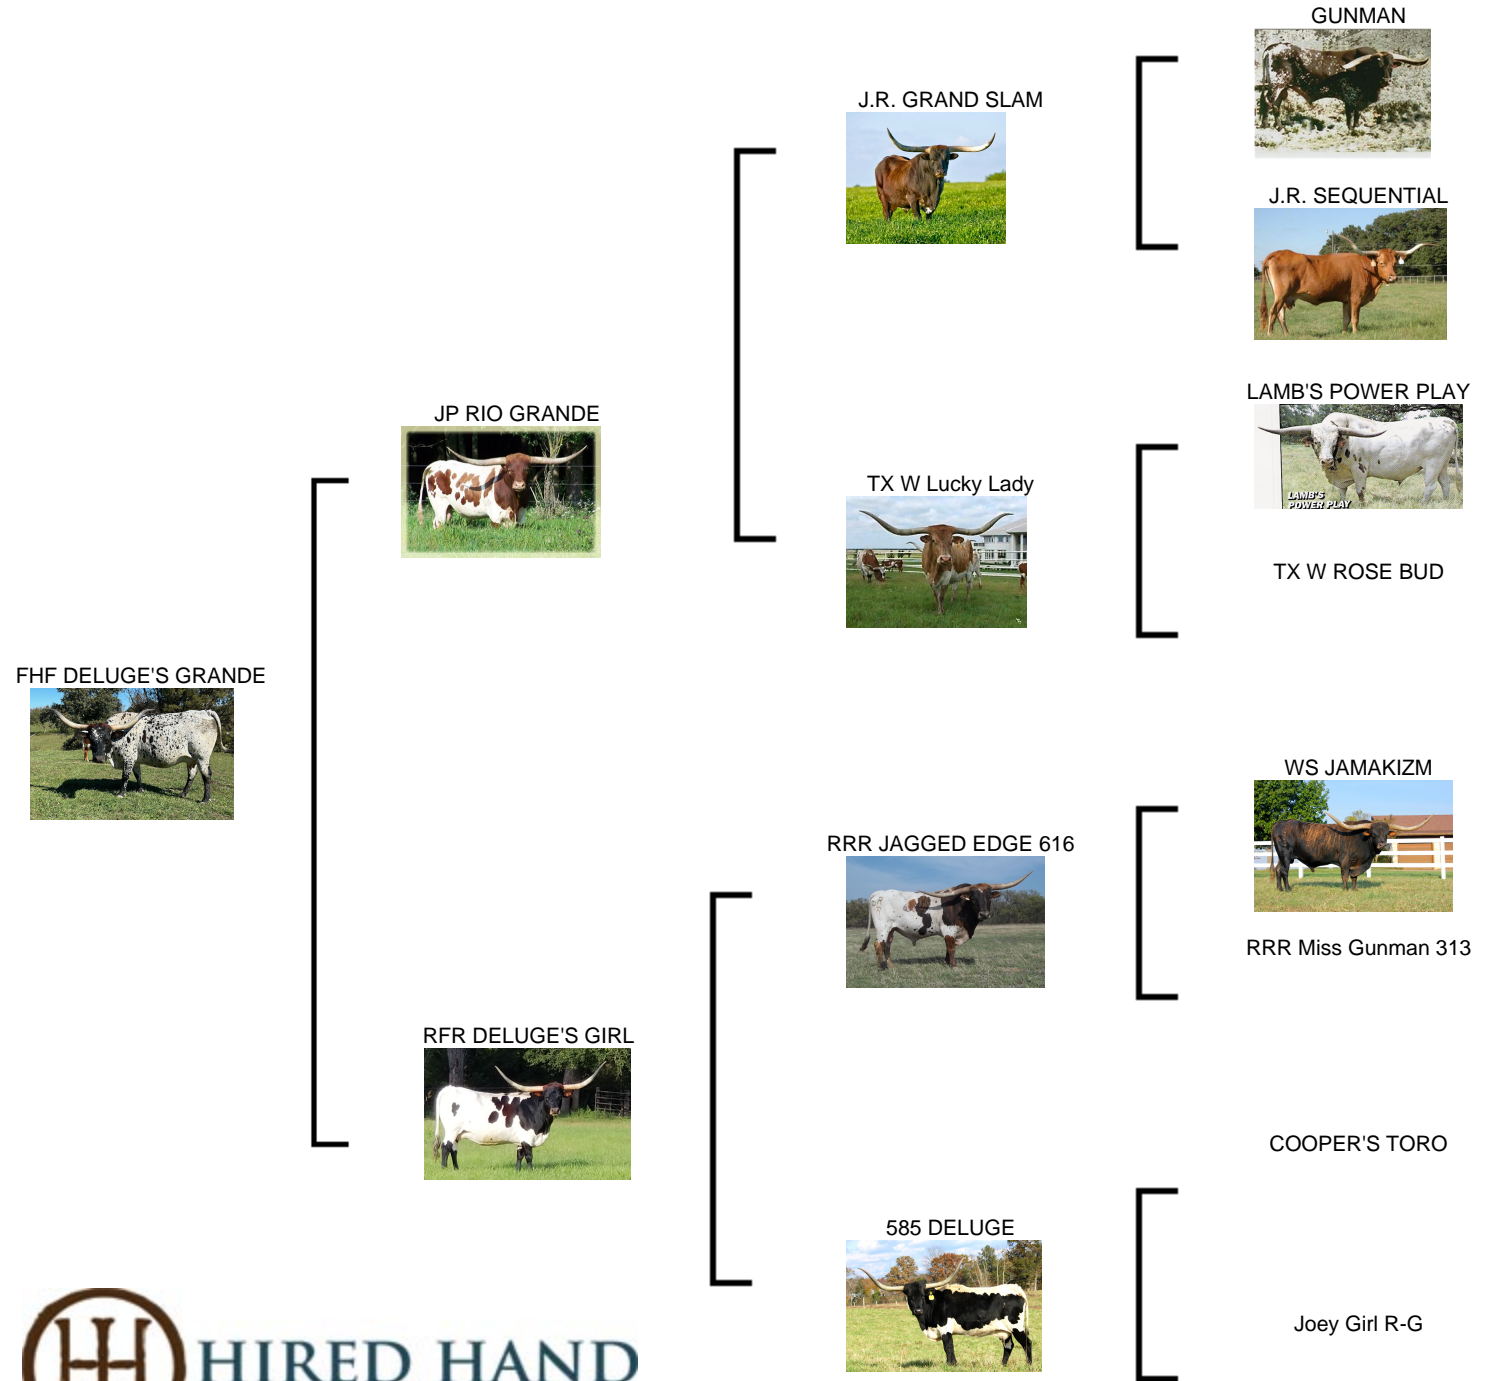 GUNMAN
J.R. GRAND SLAM
J.R. SEQUENTIAL
LAMB'S POWER PLAY
JP RIO GRANDE
TX W Lucky Lady
LAMB'S
POWER PLAY
TX W ROSE BUD
FHF DELUGE'S GRANDE
WS JAMAKIZM
RRR JAGGED EDGE 616
RRR Miss Gunman 313
RFR DELUGE'S GIRL
COOPER'S TORO
585 DELUGE
Joey Girl R-G
HIRED HAND